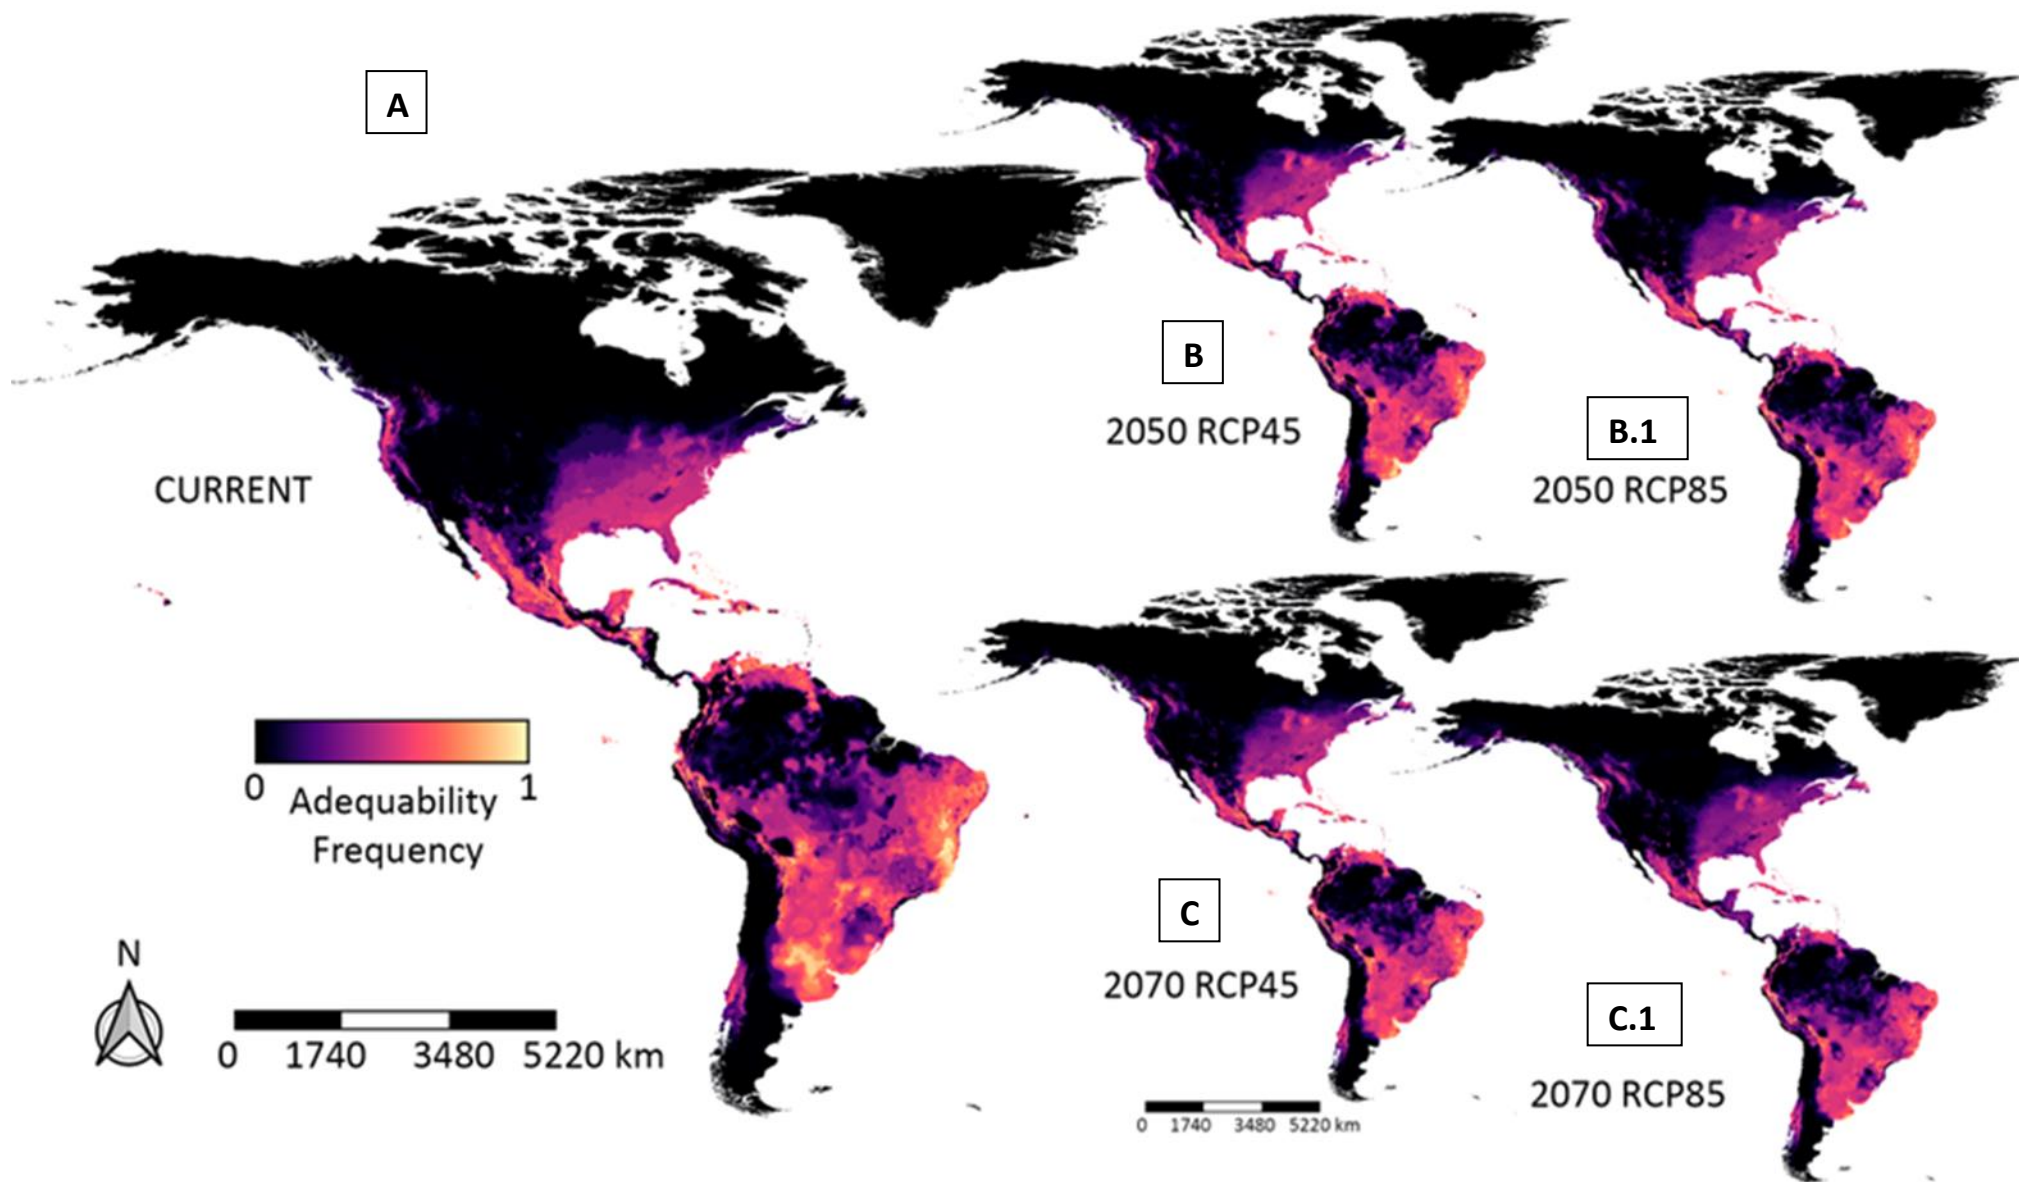 A
CURRENT
0 1
Adequability
Frequency
N
0 1740 3480 5220 km
B
2050 RCP45
B.1
2050 RCP85
C
2070 RCP45
0 1740 3480 5220 km
C.1
2070 RCP85